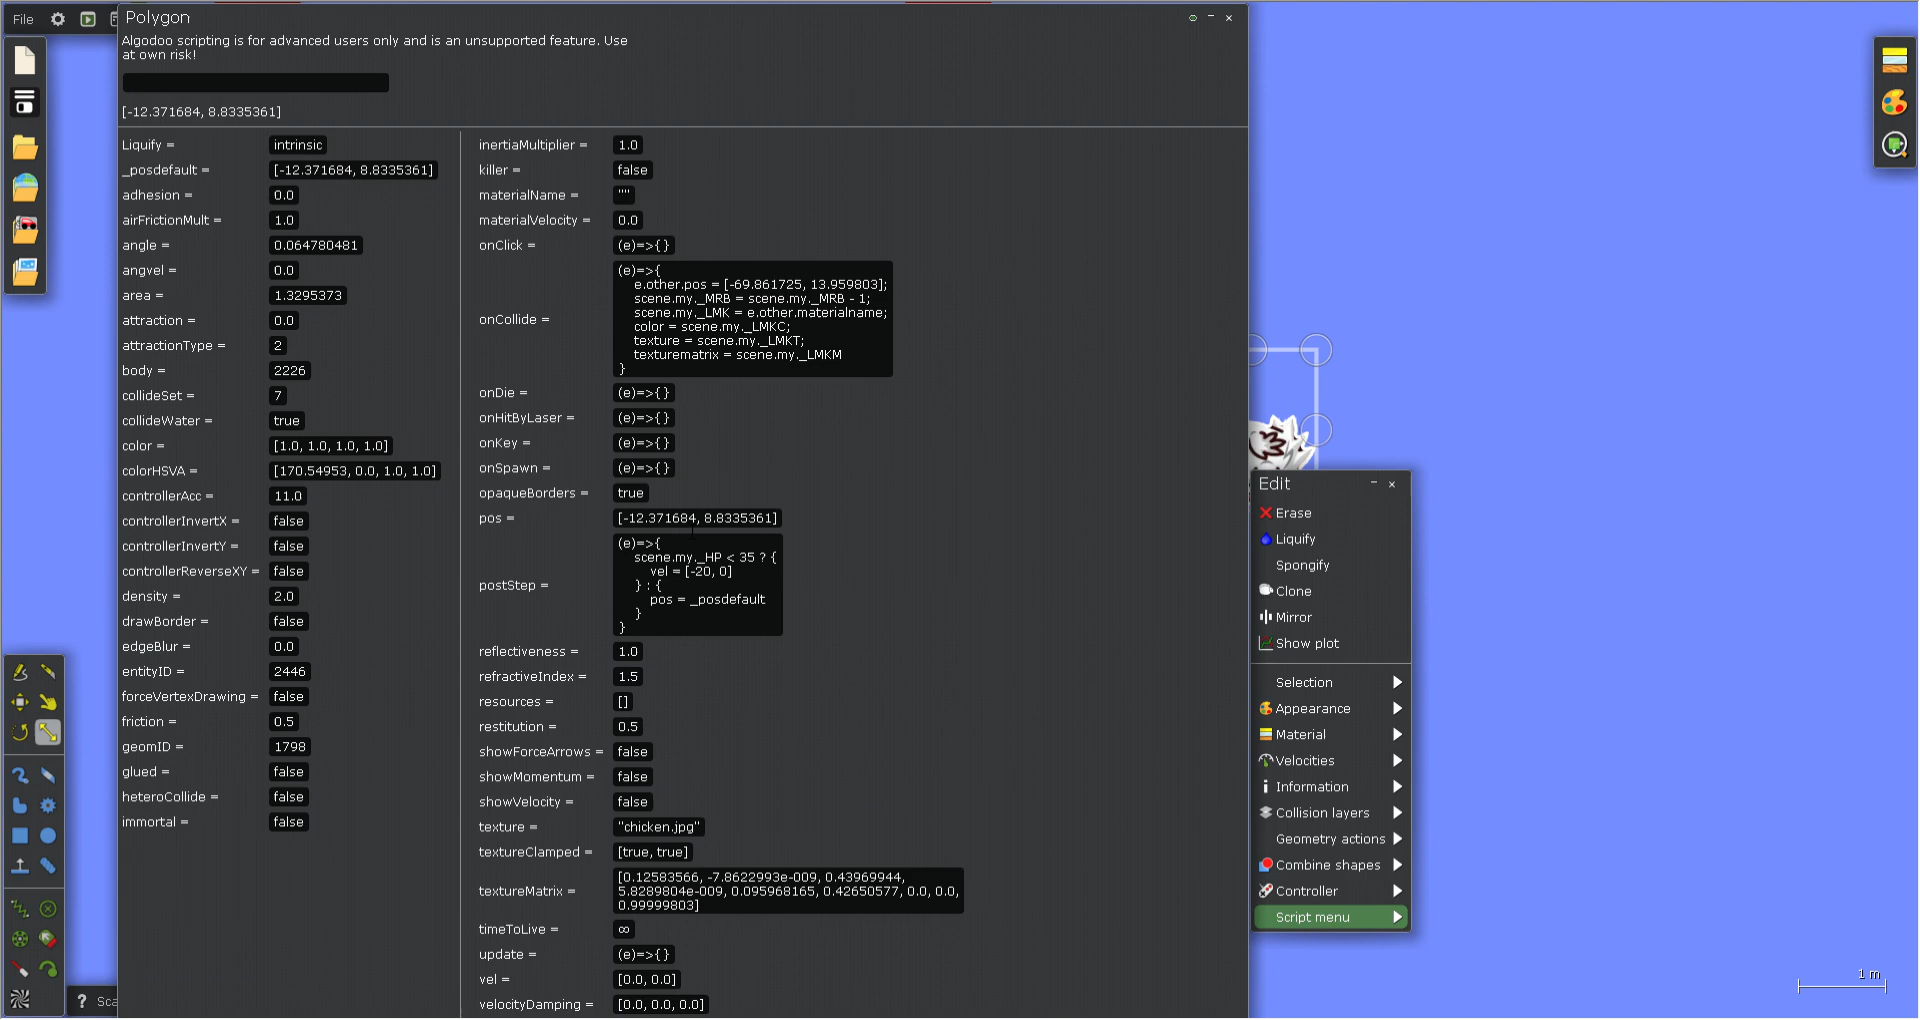 File
Polygon
Algodoo scripting is for advanced users only and is an unsupported feature. Use
at own risk!
[-12.371684, 8.8335361]
Liquify = intrinsic
_posdefault = [-12.371684, 8.8335361]
adhesion = 0.0
airFrictionMult = 1.0
angle = 0.064780481
angvel = 0.0
area = 1.3295373
attraction = 0.0
attractionType = 2
body = 2226
collideSet = 7
collideWater = true
color = [1.0, 1.0, 1.0, 1.0]
colorHSVA = [170.54953, 0.0, 1.0, 1.0]
controllerAcc = 11.0
controllerInvertX = false
controllerInvertY = false
controllerReverseXY = false
density = 2.0
drawBorder = false
edgeBlur = 0.0
entityID = 2446
forceVertexDrawing = false
friction = 0.5
geomID = 1798
glued = false
heteroCollide = false
immortal = false
inertiaMultiplier = 1.0
killer = false
materialName = ""
materialVelocity = 0.0
onClick = (e)=>{}
onCollide =
(e)=>{
e.other.pos = [-69.861725, 13.959803];
scene.my._MRB = scene.my._MRB - 1;
scene.my._LMK = e.other.materialname;
color = scene.my._LMKC;
texture = scene.my._LMKT;
texturematrix = scene.my._LMKM
}
onDie = (e)=>{}
onHitByLaser = (e)=>{}
onKey = (e)=>{}
onSpawn = (e)=>{}
opaqueBorders = true
pos = [-12.371684, 8.8335361]
postStep =
(e)=>{
scene.my._HP < 35 ? {
vel = [-20, 0]
} : {
pos = _posdefault
}
}
reflectiveness = 1.0
refractiveIndex = 1.5
resources = []
restitution = 0.5
showForceArrows = false
showMomentum = false
showVelocity = false
texture = "chicken.jpg"
textureClamped = [true, true]
textureMatrix =
[0.12583566, -7.8622993e-009, 0.43969944,
5.8289804e-009, 0.095968165, 0.42650577, 0.0, 0.0,
0.99999803]
timeToLive = ∞
update = (e)=>{}
vel = [0.0, 0.0]
velocityDamping = [0.0, 0.0, 0.0]
Edit
Erase
Liquify
Spongify
Clone
Mirror
Show plot
Selection
Appearance
Material
Velocities
Information
Collision layers
Geometry actions
Combine shapes
Controller
Script menu
? Sca
1 m